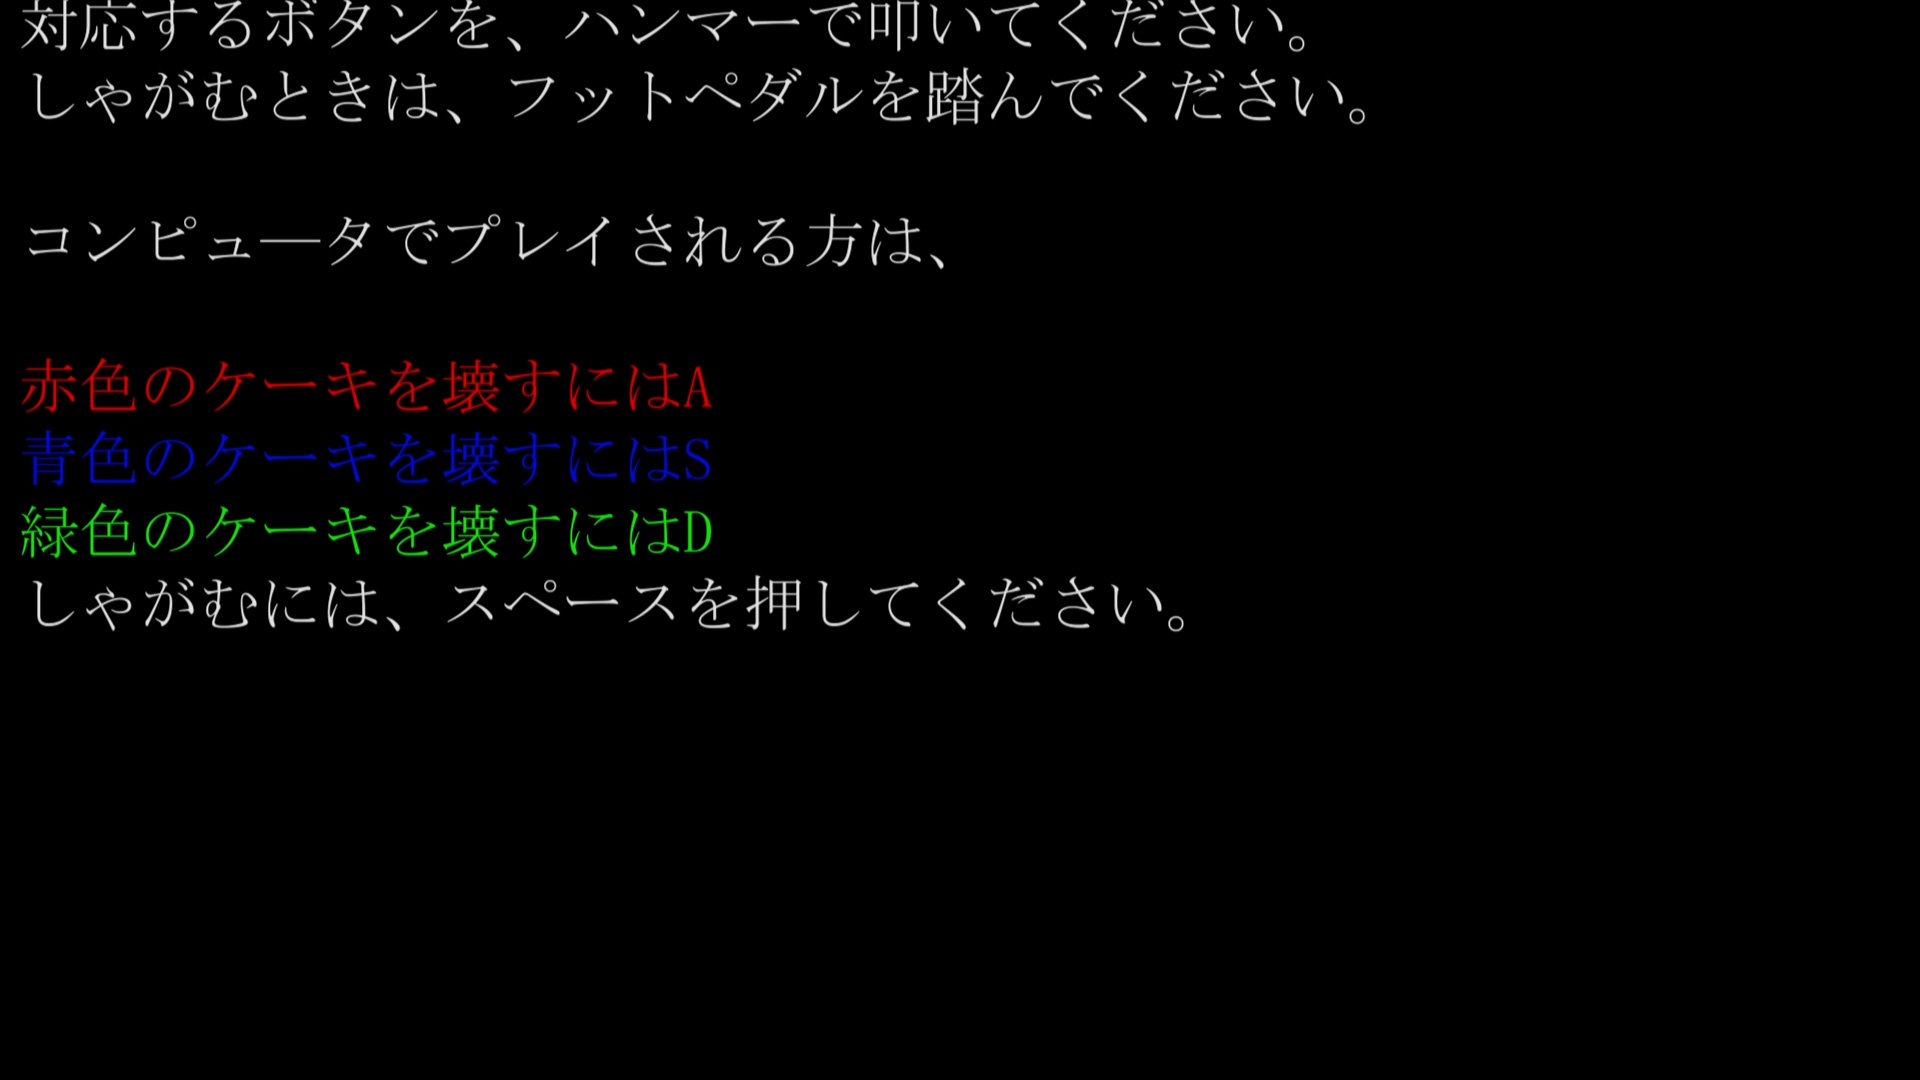 対応するボタンを、ハンマーで叩いてください。
しゃがむときは、フットペダルを踏んでください。
コンピュ―タでプレイされる方は、
赤色のケーキを壊すにはA
青色のケーキを壊すにはS
緑色のケーキを壊すにはD
しゃがむには、スペースを押してください。